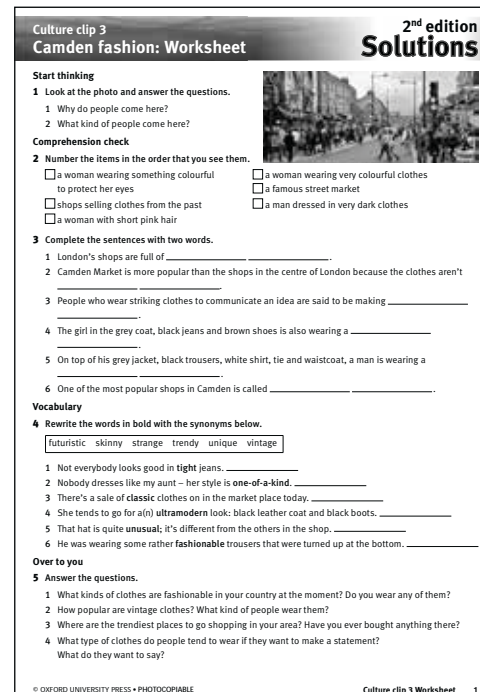 Culture clip 3
Camden fashion: Worksheet
2nd edition
Solutions
Start thinking
1 Look at the photo and answer the questions.
1 Why do people come here?
2 What kind of people come here?
Comprehension check
2 Number the items in the order that you see them.
a woman wearing something colourful
to protect her eyes
shops selling clothes from the past
a woman with short pink hair
a woman wearing very colourful clothes
a famous street market
a man dressed in very dark clothes
3 Complete the sentences with two words.
1 London's shops are full of ____________ ____________.
2 Camden Market is more popular than the shops in the centre of London because the clothes aren't
____________ ____________.
3 People who wear striking clothes to communicate an idea are said to be making ____________
____________.
4 The girl in the grey coat, black jeans and brown shoes is also wearing a ____________
____________.
5 On top of his grey jacket, black trousers, white shirt, tie and waistcoat, a man is wearing a
____________ ____________.
6 One of the most popular shops in Camden is called ____________ ____________.
Vocabulary
4 Rewrite the words in bold with the synonyms below.
futuristic skinny strange trendy unique vintage
1 Not everybody looks good in tight jeans. ____________
2 Nobody dresses like my aunt – her style is one-of-a-kind. ____________
3 There's a sale of classic clothes on in the market place today. ____________
4 She tends to go for a(n) ultramodern look: black leather coat and black boots. ____________
5 That hat is quite unusual; it's different from the others in the shop. ____________
6 He was wearing some rather fashionable trousers that were turned up at the bottom. ____________
Over to you
5 Answer the questions.
1 What kinds of clothes are fashionable in your country at the moment? Do you wear any of them?
2 How popular are vintage clothes? What kind of people wear them?
3 Where are the trendiest places to go shopping in your area? Have you ever bought anything there?
4 What type of clothes do people tend to wear if they want to make a statement?
What do they want to say?
© OXFORD UNIVERSITY PRESS • PHOTOCOPIABLE
Culture clip 3 Worksheet 1